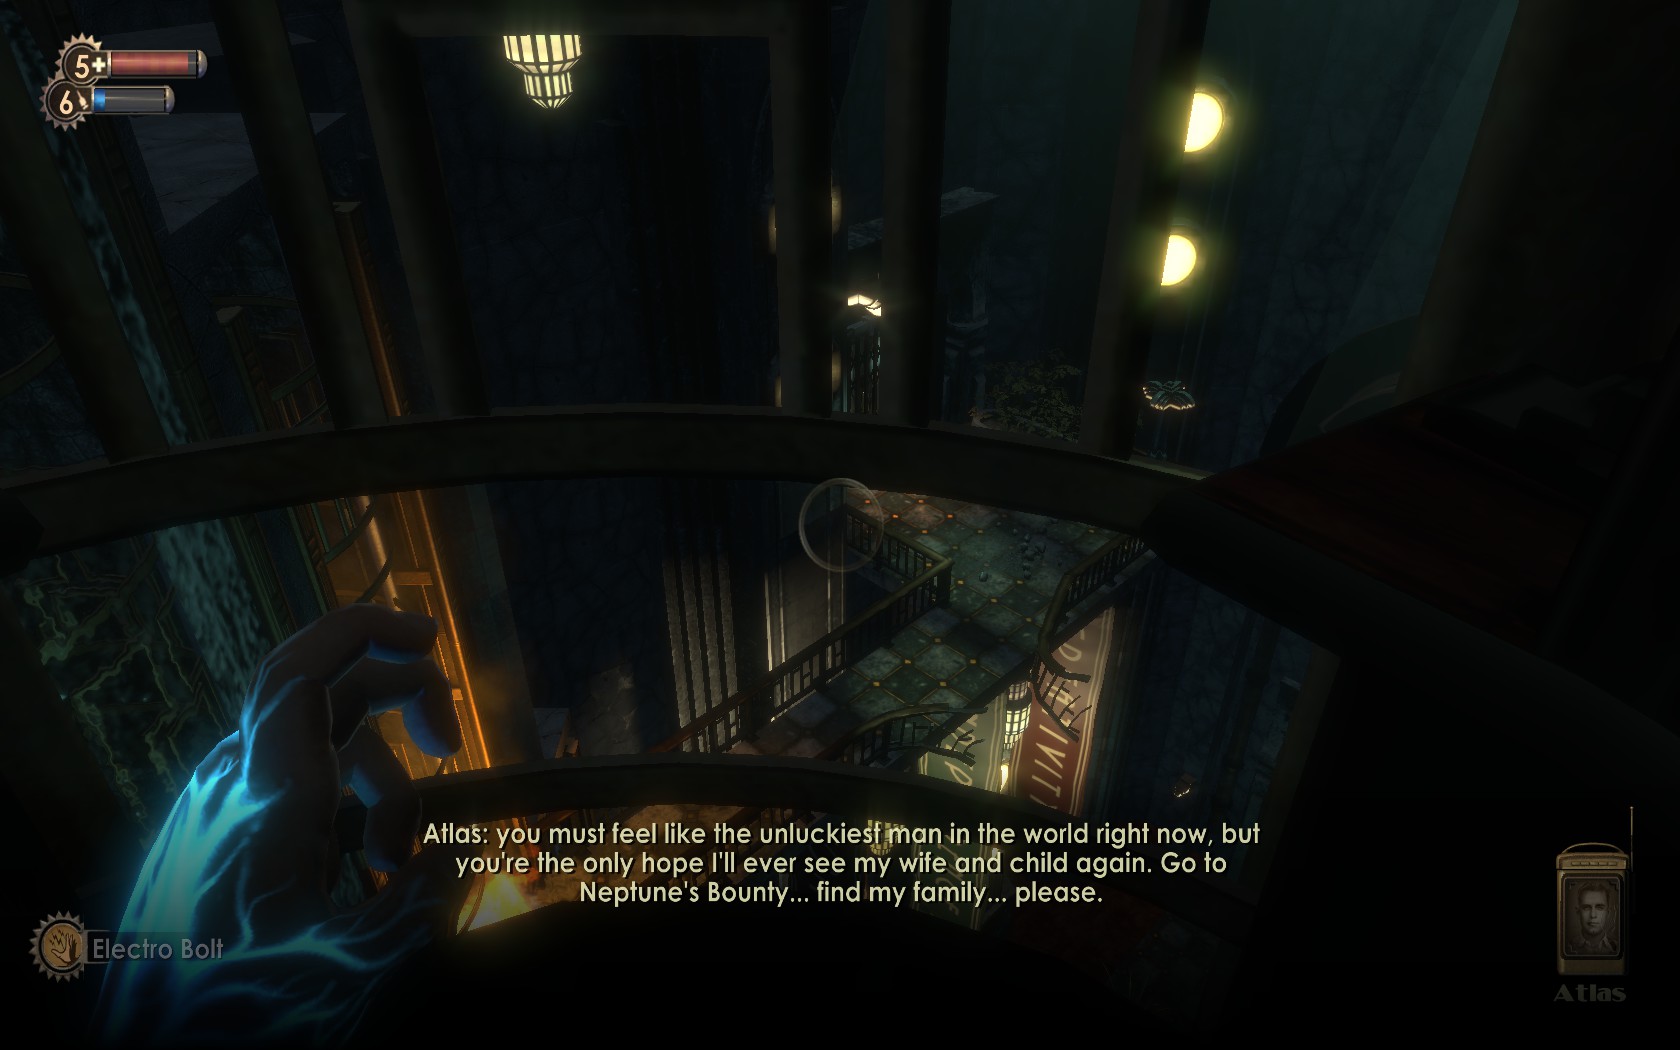 5+
6
Atlas: you must feel like the unluckiest man in the world right now, but
you're the only hope I'll ever see my wife and child again. Go to
Neptune's Bounty... find my family... please.
Electro Bolt
Atlas